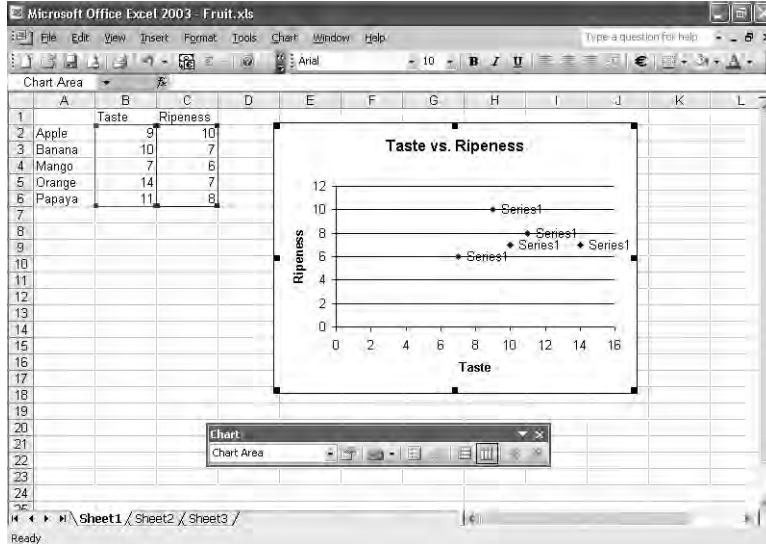 Microsoft Office Excel 2003 - Fruit.xls
File Edit View Insert Format Tools Chart Window Help Type a question for help
Arial 10 B I U € A
Chart Area fx
A B C D E F G H I J K L
1 Taste Ripeness
2 Apple 9 10
3 Banana 10 7
4 Mango 7 6
5 Orange 14 7
6 Papaya 11 8
7
8
9
10
11
12
13
14
15
16
17
18
19
20
21
22
23
24
25
Taste vs. Ripeness
12
10 Series1
8 Series1
Series1 Series1
6 Series1
4
2
0
0 2 4 6 8 10 12 14 16
Ripeness
Taste
Chart
Chart Area
Sheet1 / Sheet2 / Sheet3 /
Ready